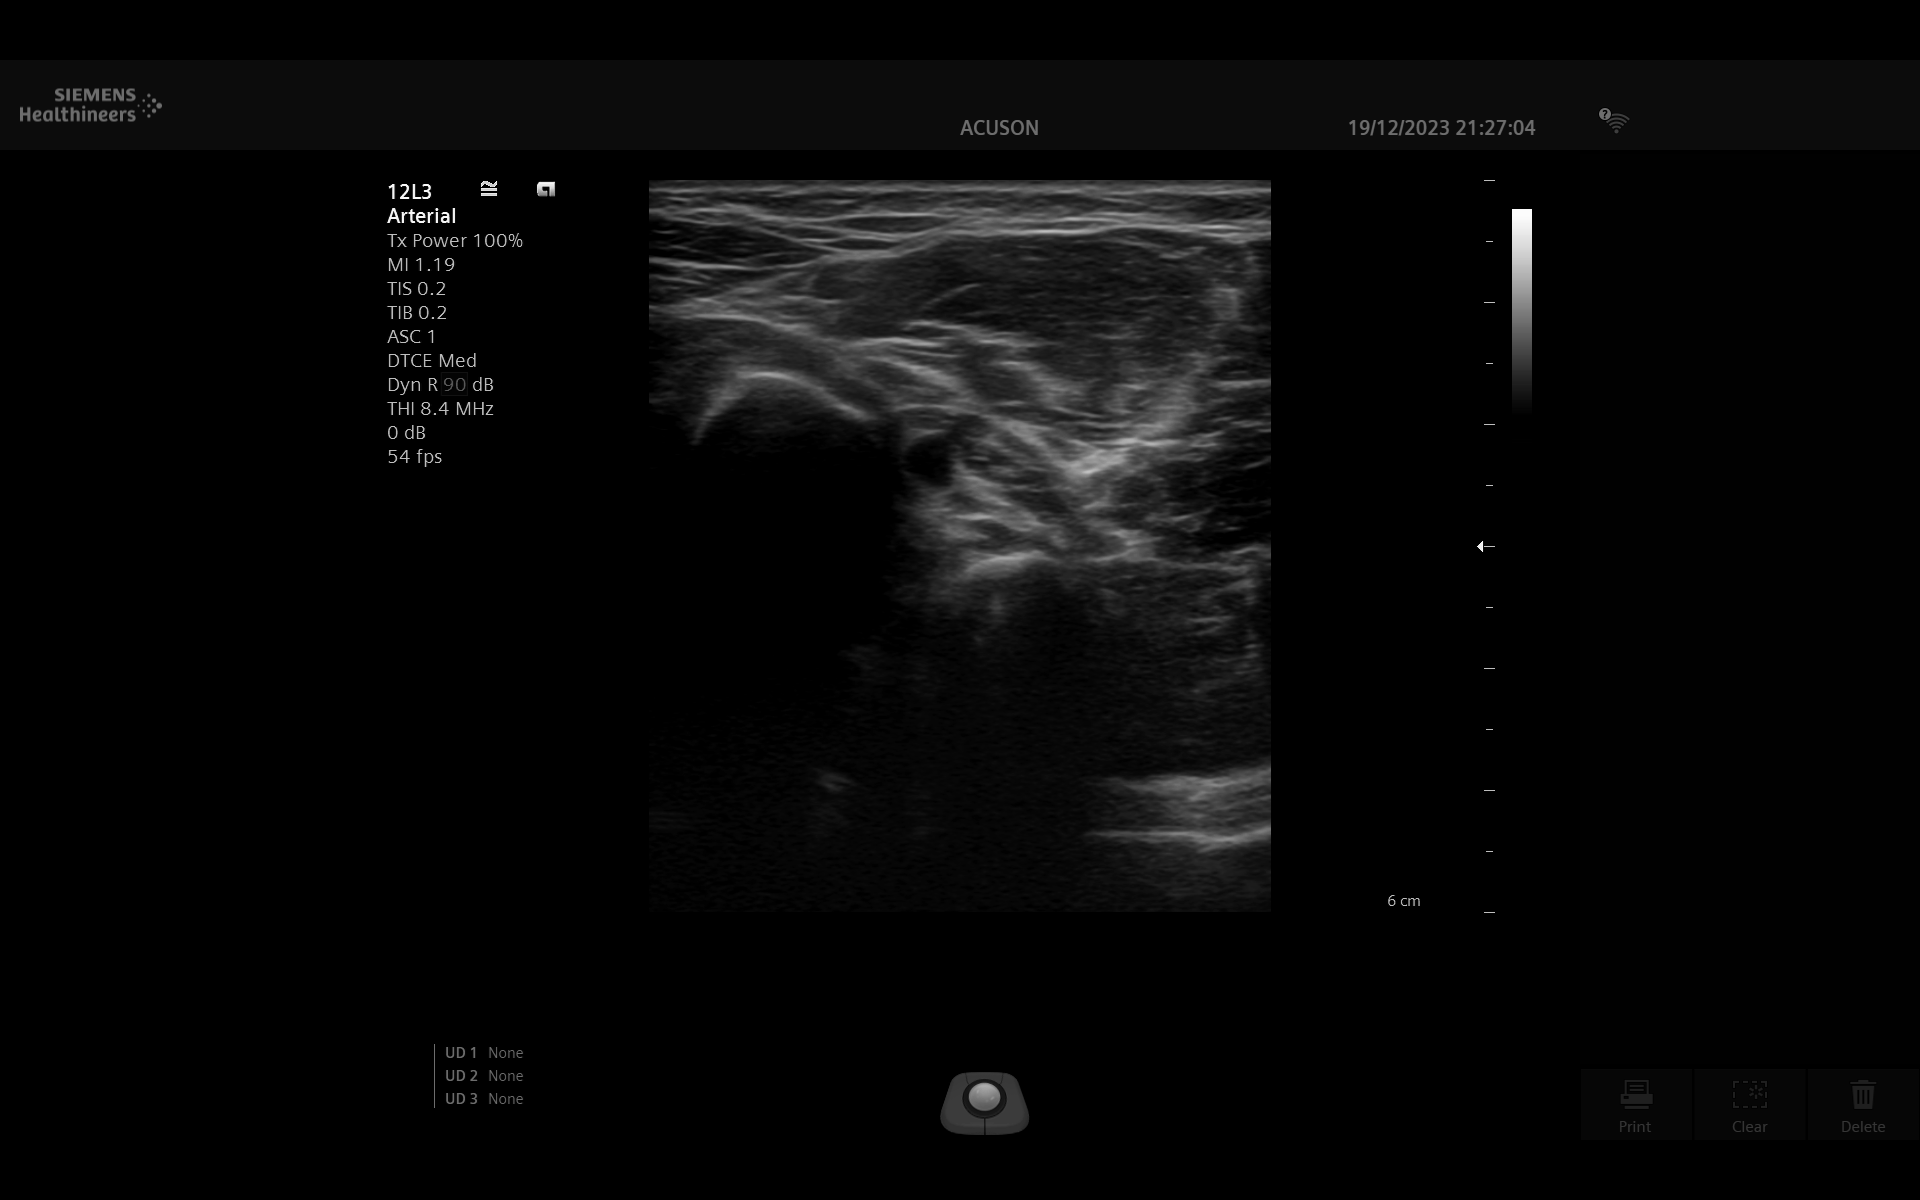 SIEMENS
Healthineers
ACUSON
19/12/2023 21:27:04
12L3
Arterial
Tx Power 100%
MI 1.19
TIS 0.2
TIB 0.2
ASC 1
DTCE Med
Dyn R 90 dB
THI 8.4 MHz
0 dB
54 fps
6 cm
UD 1 None
UD 2 None
UD 3 None
Print
Clear
Delete